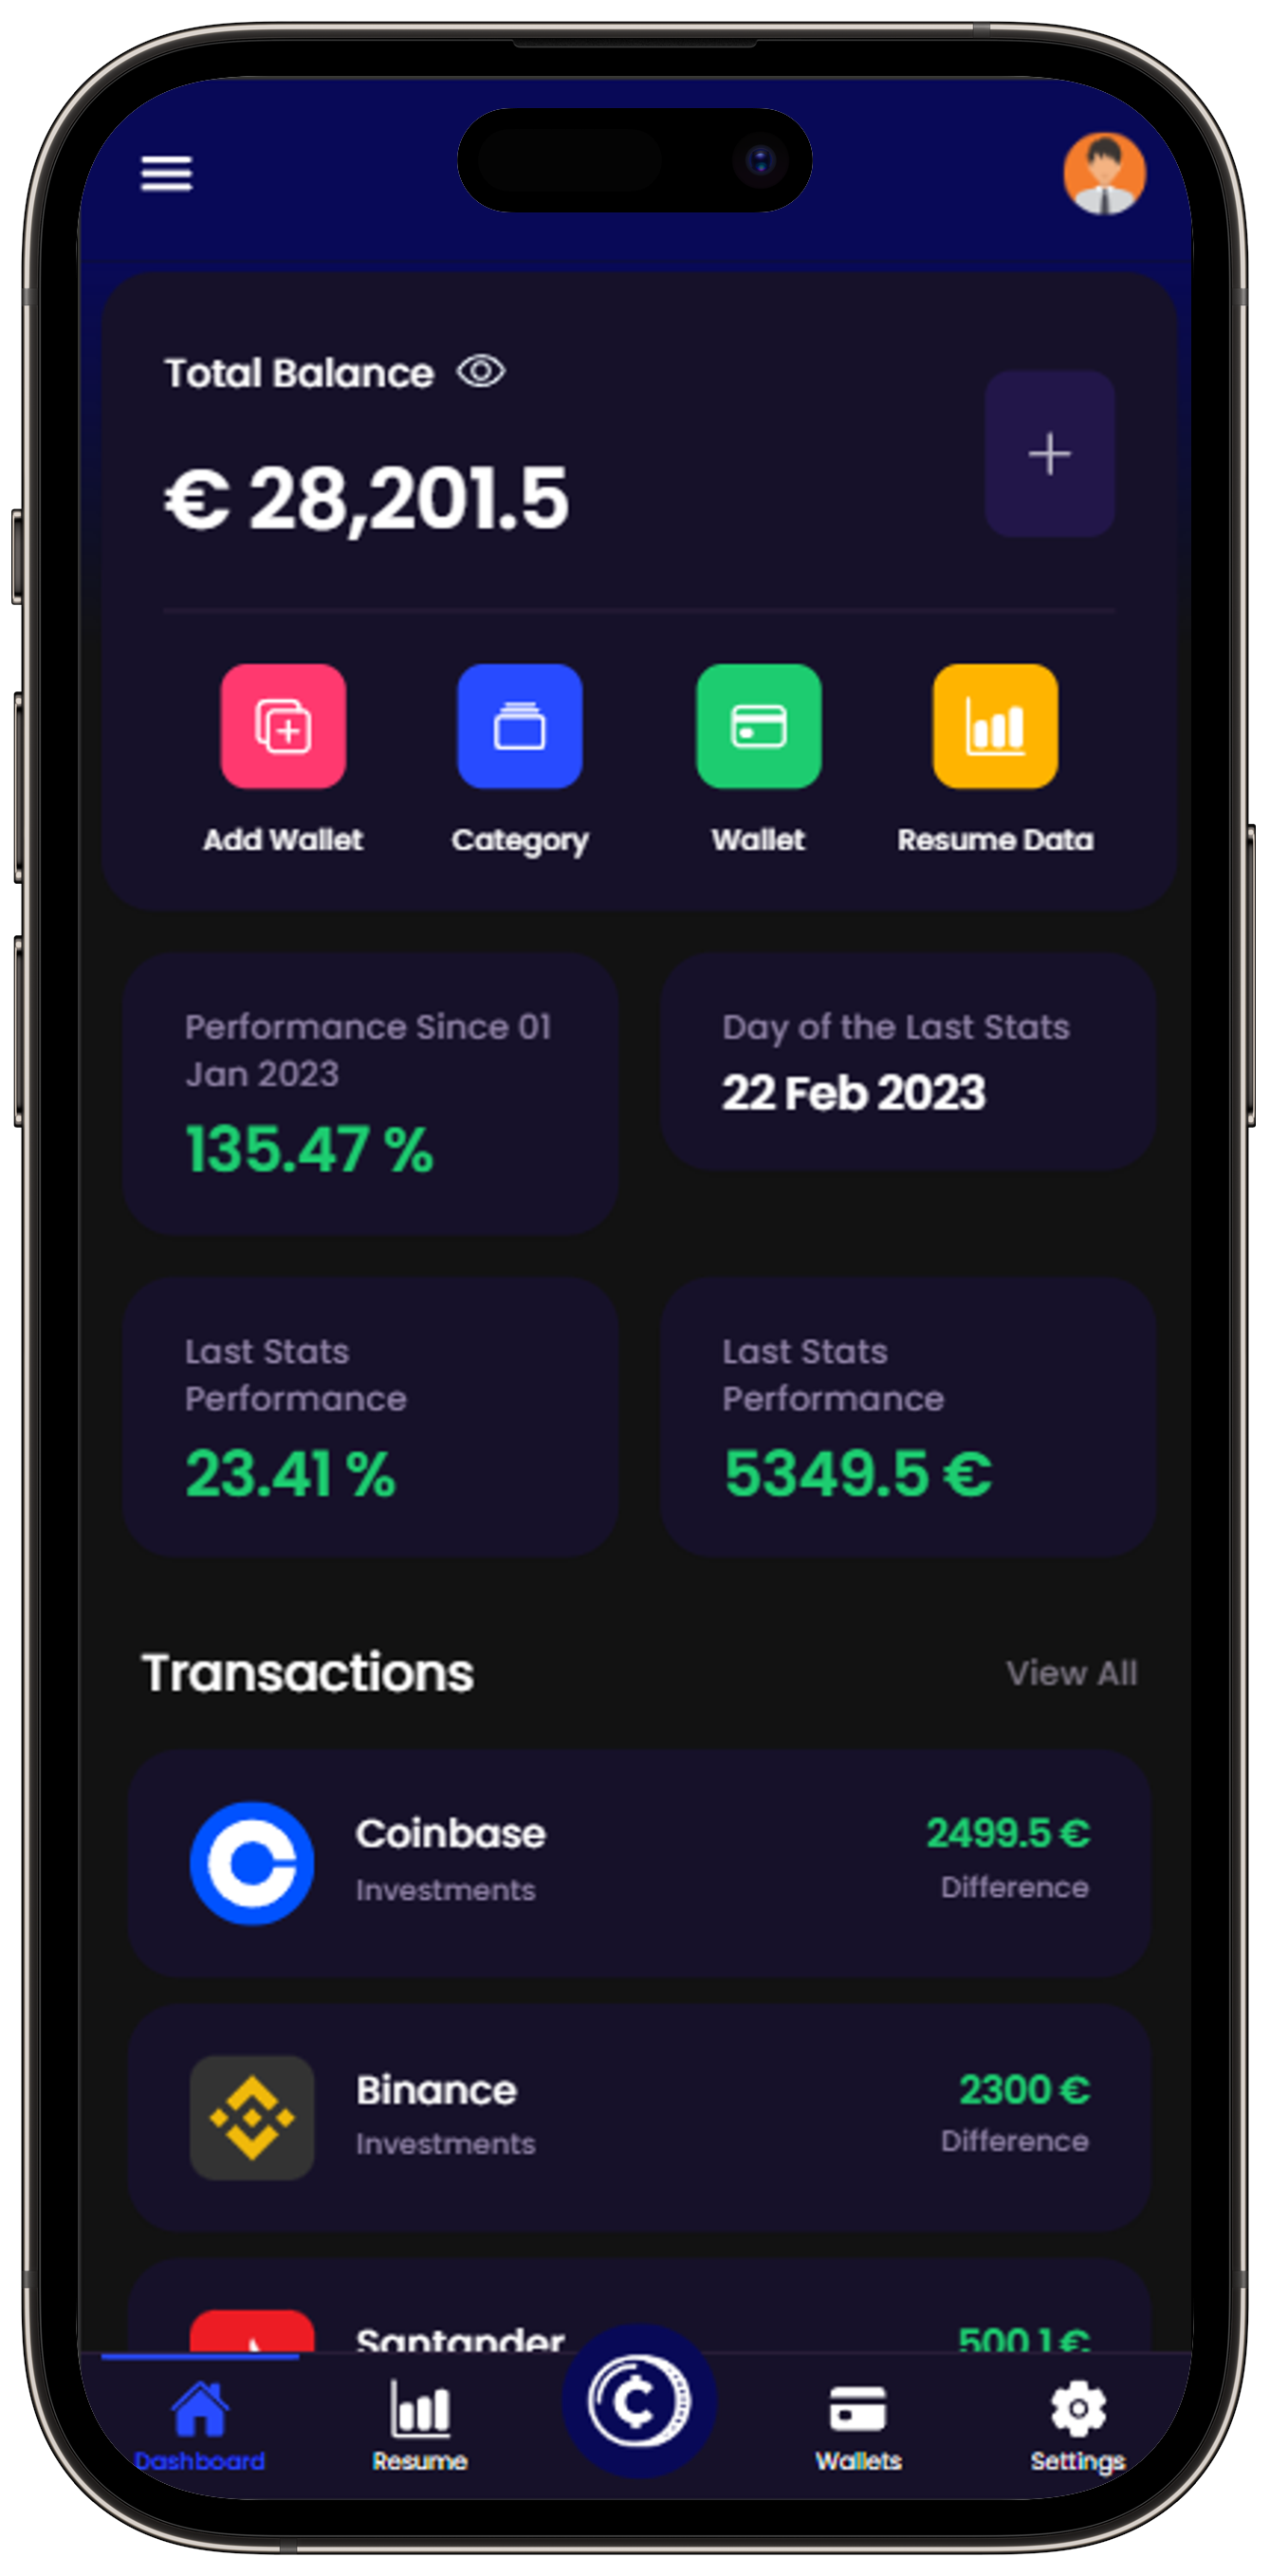 Total Balance
€ 28,201.5
Add Wallet
Category
Wallet
Resume Data
Performance Since 01
Jan 2023
135.47 %
Day of the Last Stats
22 Feb 2023
Last Stats
Performance
23.41 %
Last Stats
Performance
5349.5 €
Transactions
View All
Coinbase
2499.5 €
Investments
Difference
Binance
2300 €
Investments
Difference
Santander
500.1 €
Dashboard
Resume
Wallets
Settings